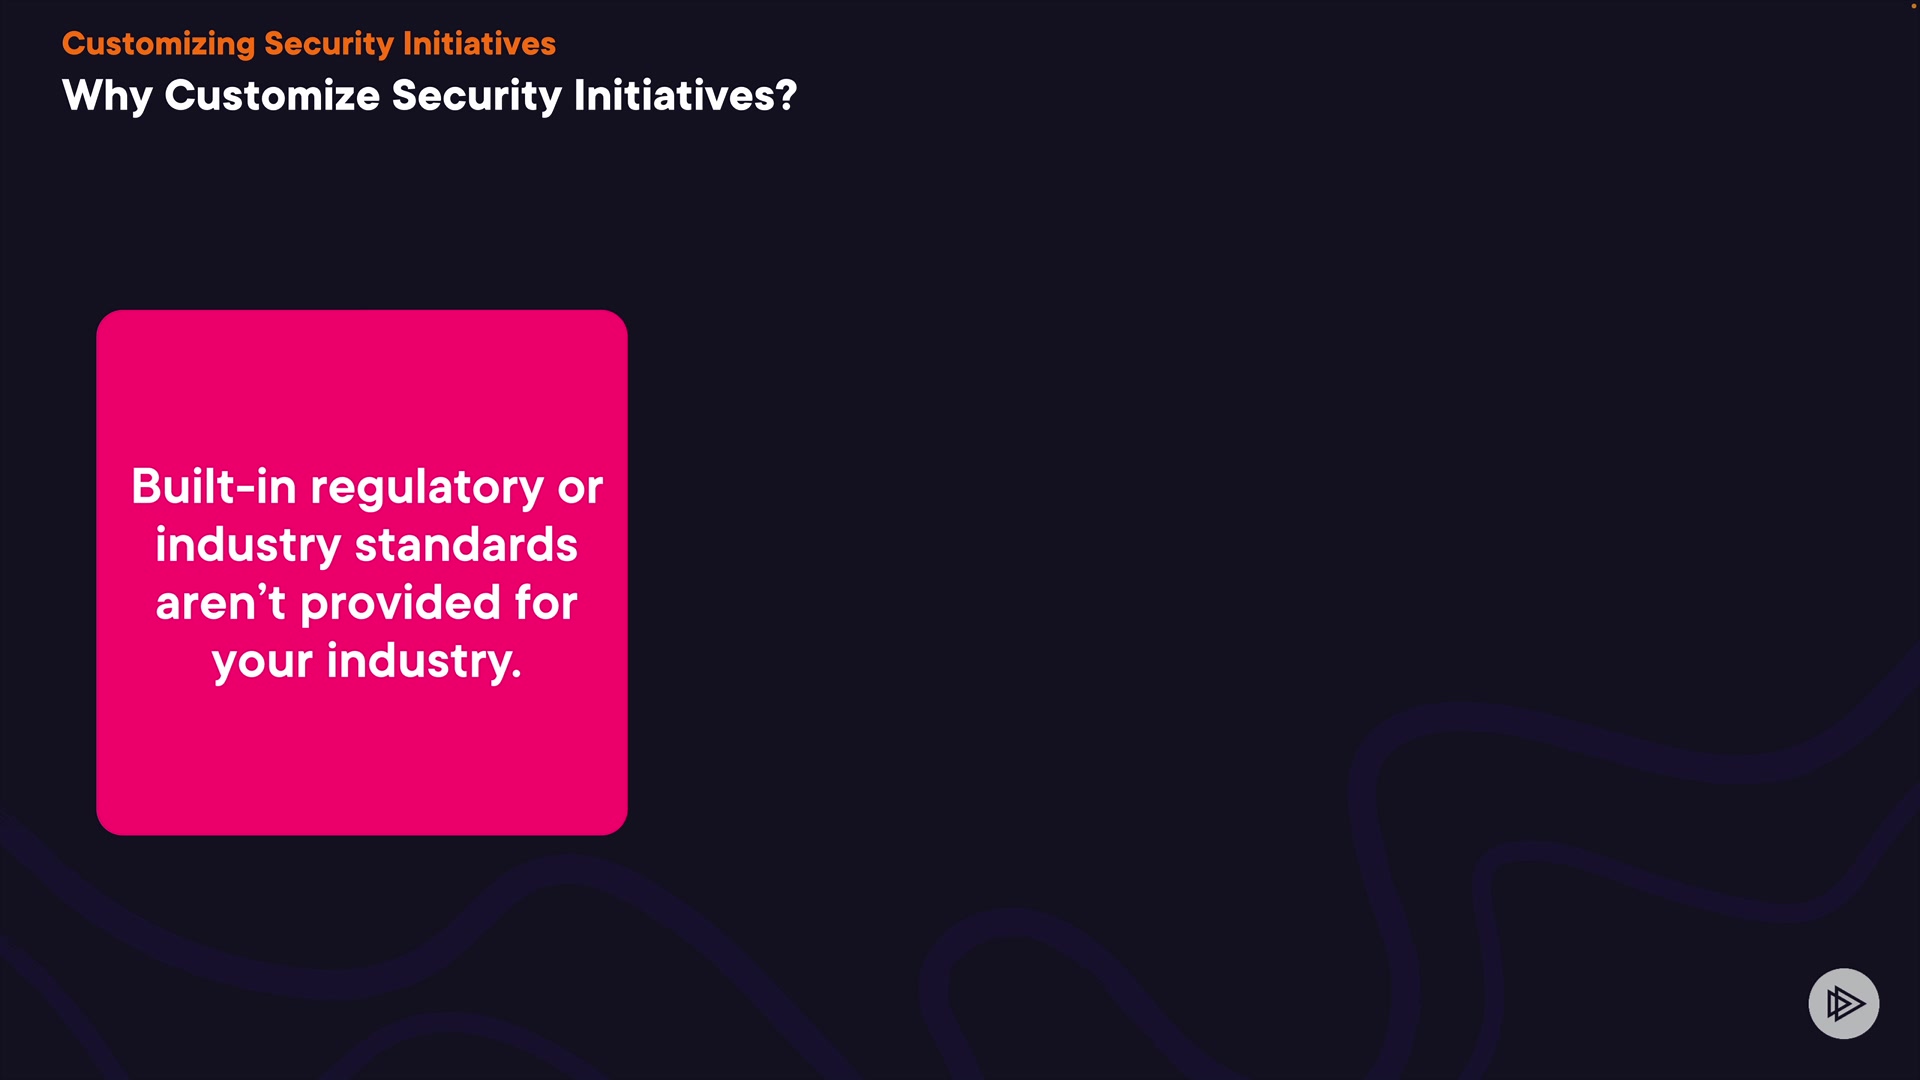 Customizing Security Initiatives
Why Customize Security Initiatives?
Built-in regulatory or
industry standards
aren’t provided for
your industry.